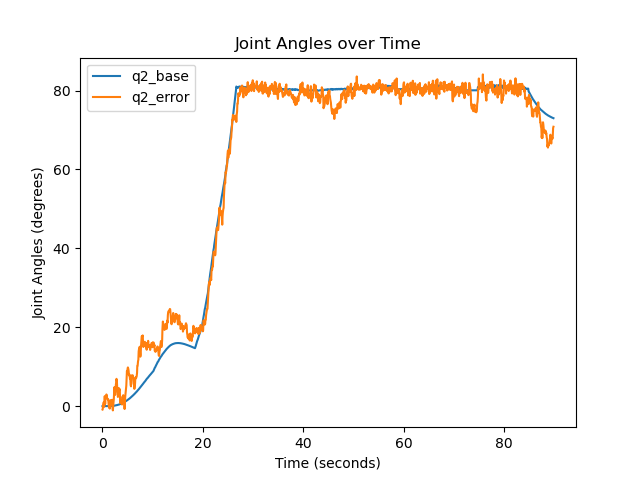 Joint Angles over Time
q2_base
q2_error
Joint Angles (degrees)
80
60
40
20
0
0 20 40 60 80
Time (seconds)